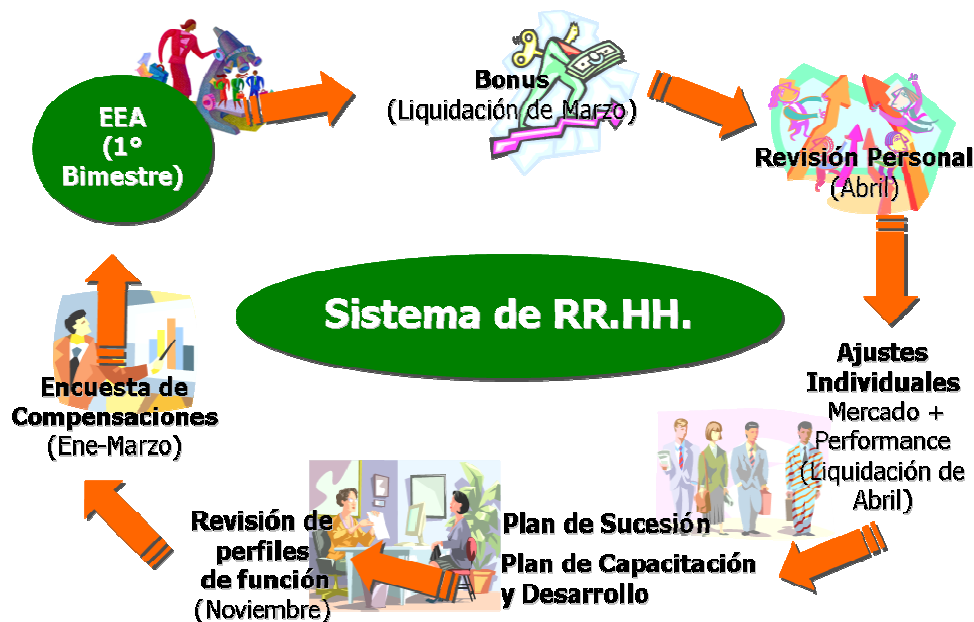 EEA
(1°
Bimestre)
Bonus
(Liquidación de Marzo)
Revisión Personal
(Abril)
Sistema de RR.HH.
Ajustes
Individuales
Mercado +
Performance
(Liquidación de
Abril)
Plan de Sucesión
Plan de Capacitación
y Desarrollo
Revisión de
perfiles
de función
(Noviembre)
Encuesta de
Compensaciones
(Ene-Marzo)